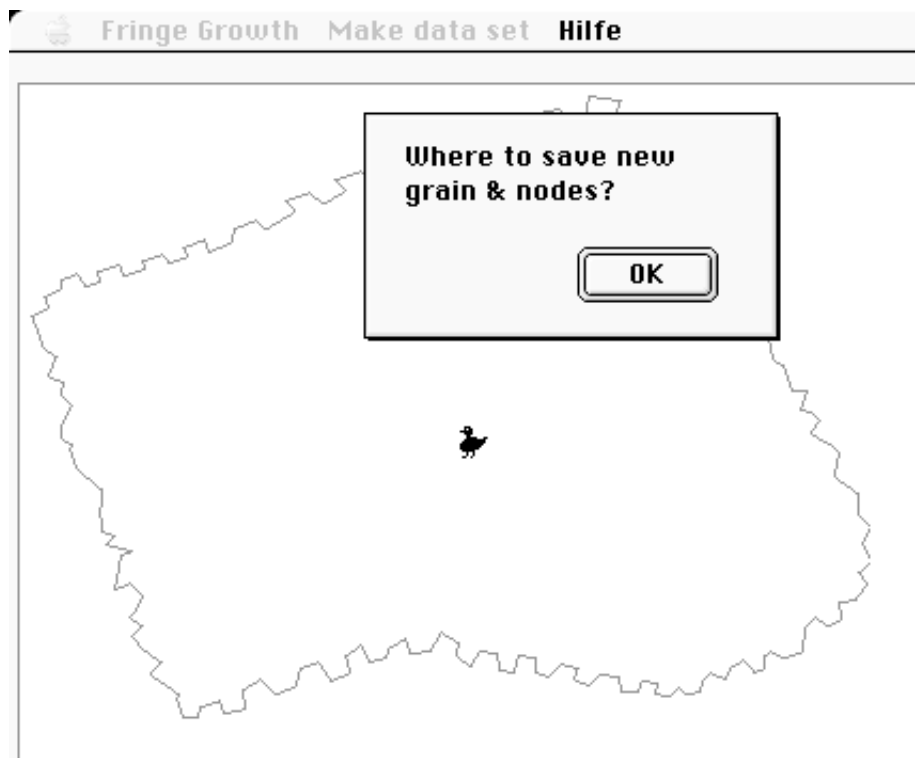 Fringe Growth Make data set Hilfe
Where to save new
grain & nodes?
OK